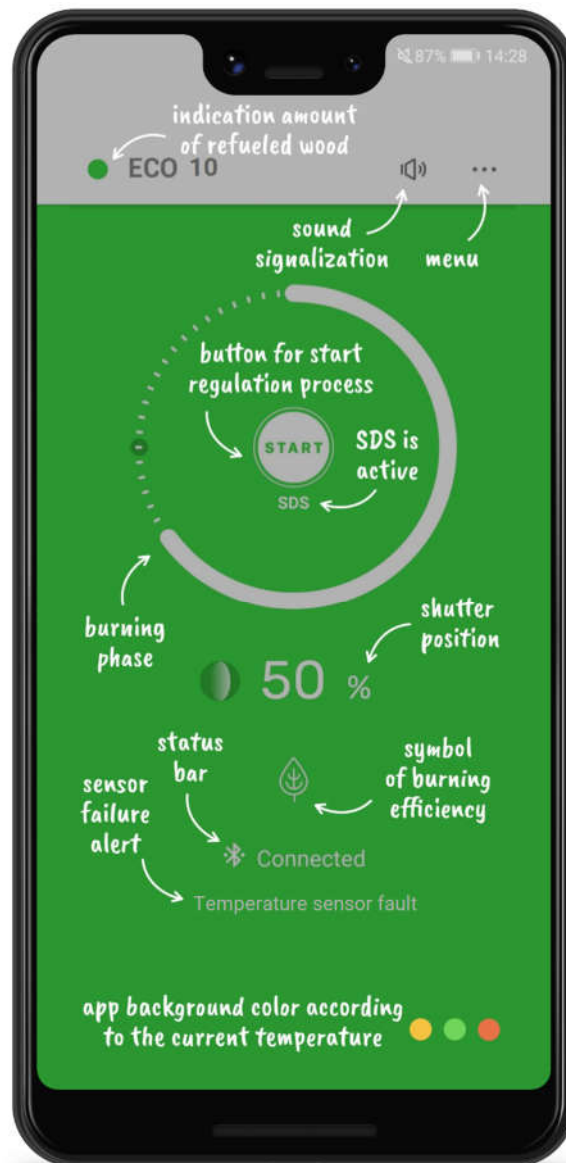 87% 14:28
indication amount
of refueled wood
ECO 10
sound
signalization
menu
button for start
regulation process
START
SDS is
active
SDS
burning
phase
shutter
position
50 %
status
bar
symbol
of burning
efficiency
sensor
failure
alert
Connected
Temperature sensor fault
app background color according
to the current temperature